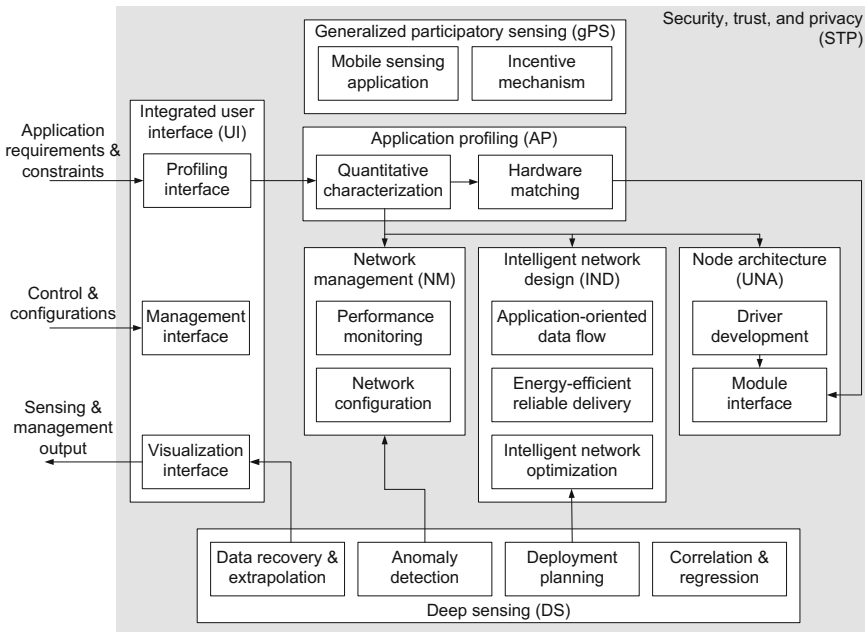 Security, trust, and privacy
(STP)
Generalized participatory sensing (gPS)
Mobile sensing
application
Incentive
mechanism
Integrated user
interface (UI)
Application
requirements &
constraints
Profiling
interface
Application profiling (AP)
Quantitative
characterization
Hardware
matching
Network
management (NM)
Performance
monitoring
Network
configuration
Intelligent network
design (IND)
Application-oriented
data flow
Energy-efficient
reliable delivery
Intelligent network
optimization
Node architecture
(UNA)
Driver
development
Module
interface
Control &
configurations
Management
interface
Sensing &
management
output
Visualization
interface
Data recovery &
extrapolation
Anomaly
detection
Deployment
planning
Correlation &
regression
Deep sensing (DS)